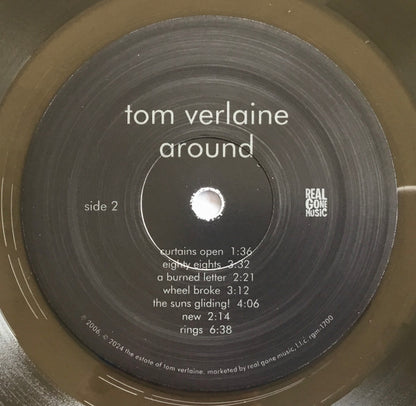 tom verlaine
around
side 2
REAL
GONE
MUSIC
curtains open 1:36
eighty eights 3:32
a burned letter 2:21
wheel broke 3:12
the suns gliding! 4:06
new 2:14
rings 6:38
℗ 2006, © 2024 the estate of tom verlaine. marketed by real gone music, l.l.c. rgm-1700